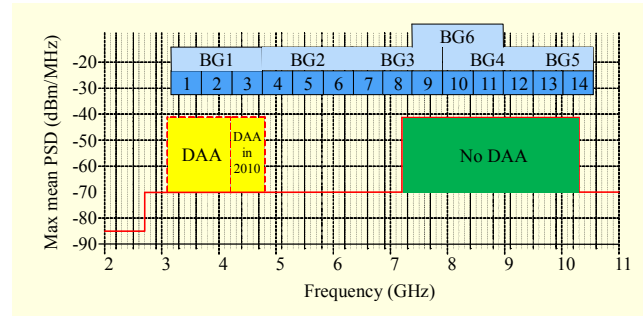 BG6
BG1 BG2 BG3 BG4 BG5
1 2 3 4 5 6 7 8 9 10 11 12 13 14
Max mean PSD (dBm/MHz)
-20
-30
-40
-50
-60
-70
-80
-90
DAA
DAA
in
2010
No DAA
2 3 4 5 6 7 8 9 10 11
Frequency (GHz)